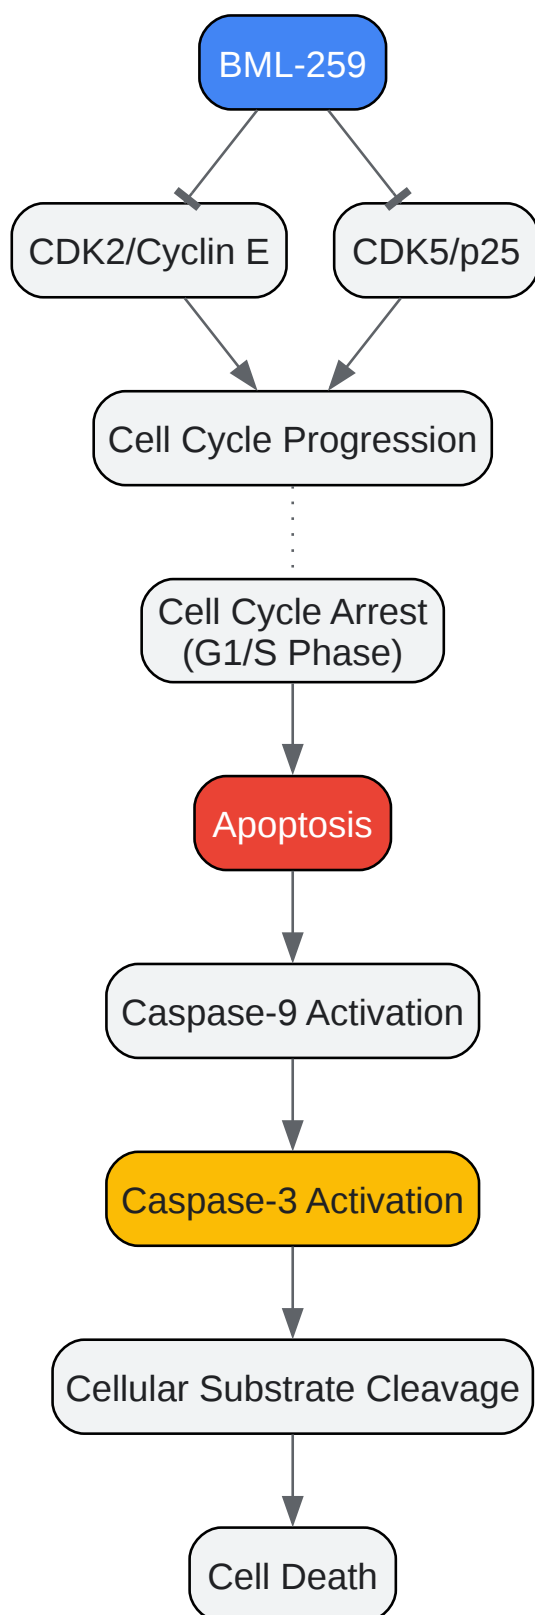 BML-259
CDK2/Cyclin E
CDK5/p25
Cell Cycle Progression
Cell Cycle Arrest
(G1/S Phase)
Apoptosis
Caspase-9 Activation
Caspase-3 Activation
Cellular Substrate Cleavage
Cell Death